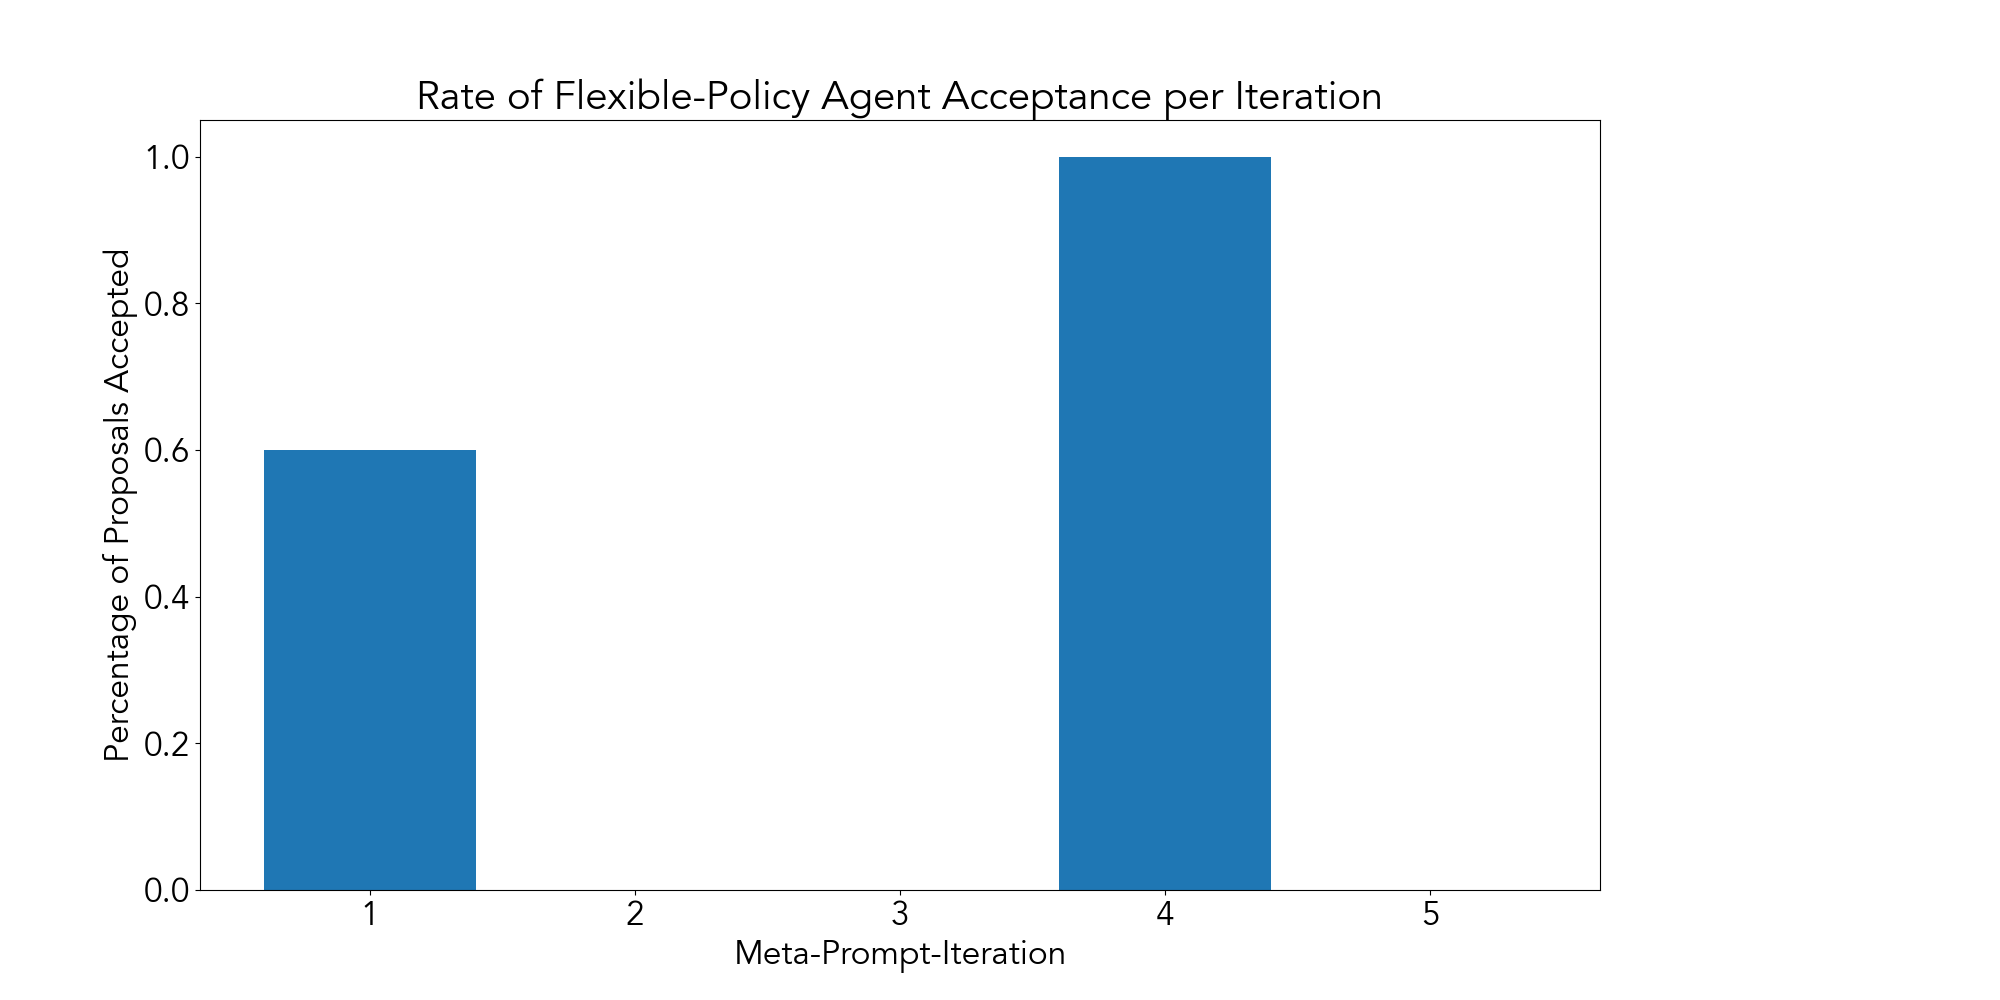 Rate of Flexible-Policy Agent Acceptance per Iteration
Percentage of Proposals Accepted
1.0
0.8
0.6
0.4
0.2
0.0
1 2 3 4 5
Meta-Prompt-Iteration